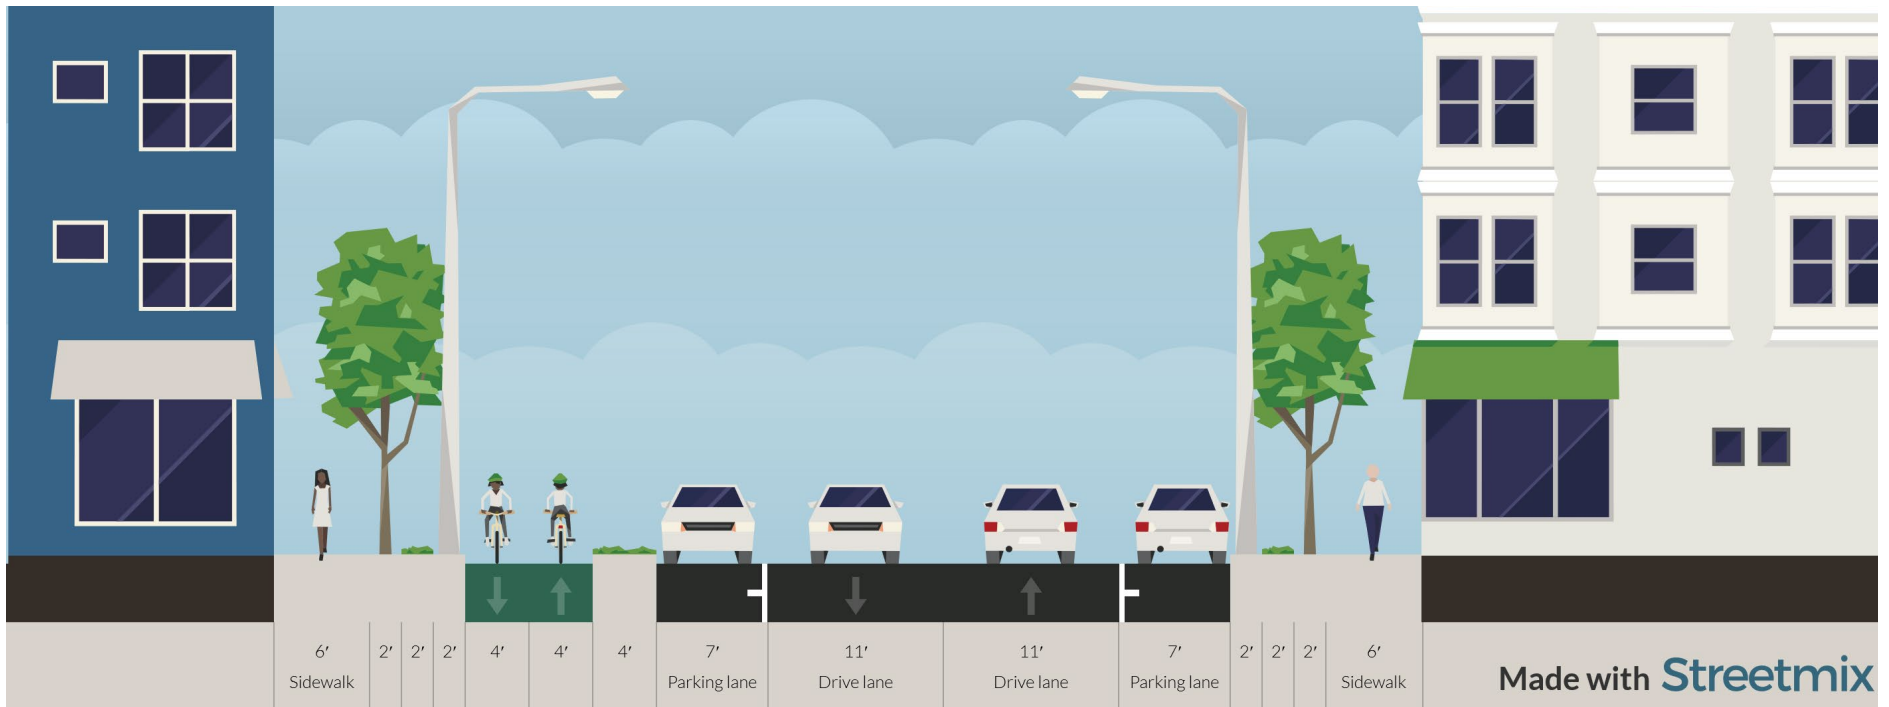 6′ 2′ 2′ 2′ 4′ 4′ 4′ 7′ 11′ 11′ 7′ 2′ 2′ 2′ 6′
Sidewalk Parking lane Drive lane Drive lane Parking lane Sidewalk
Made with Streetmix